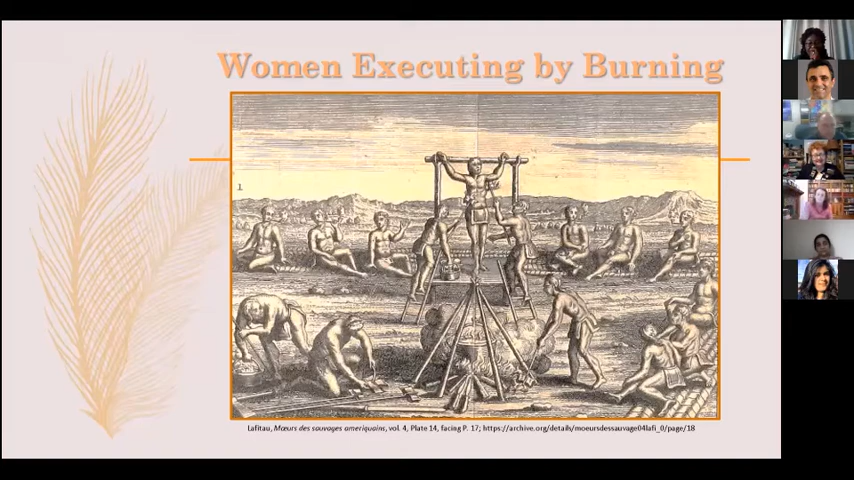 Women Executing by Burning
1
Lafitau, Mœurs des sauvages ameriquains, vol. 4, Plate 14, facing P. 17; https://archive.org/details/moeursdessauvage04lafi_0/page/18